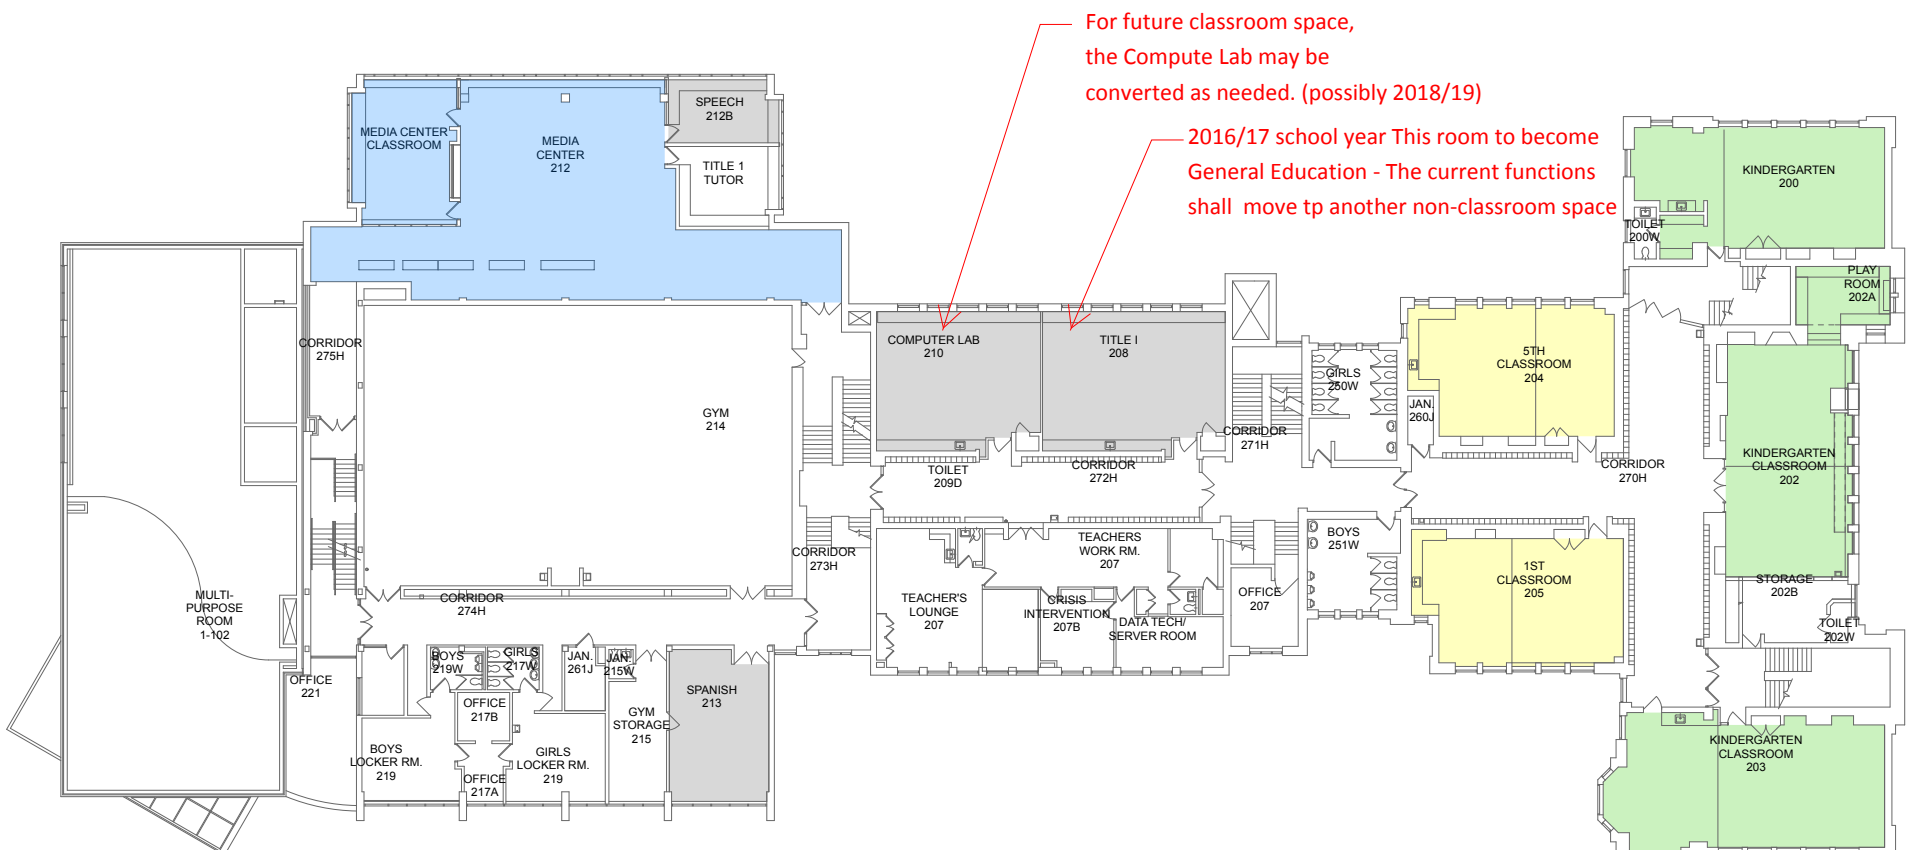 For future classroom space,
the Compute Lab may be
converted as needed. (possibly 2018/19)
2016/17 school year This room to become
General Education - The current functions
shall  move tp another non-classroom space
SPEECH
212B
MEDIA CENTER
CLASSROOM
MEDIA
CENTER
212
TITLE 1
TUTOR
KINDERGARTEN
200
TOILET
200W
PLAY
ROOM
202A
CORRIDOR
275H
COMPUTER LAB
210
TITLE I
208
5TH
CLASSROOM
204
GIRLS
250W
JAN.
260J
GYM
214
CORRIDOR
271H
KINDERGARTEN
CLASSROOM
202
CORRIDOR
270H
TOILET
209D
CORRIDOR
272H
BOYS
251W
TEACHERS
WORK RM.
207
CORRIDOR
273H
1ST
CLASSROOM
205
STORAGE
202B
MULTI-
PURPOSE
ROOM
1-102
CORRIDOR
274H
TEACHER'S
LOUNGE
207
CRISIS
INTERVENTION
207B
DATA TECH/
SERVER ROOM
OFFICE
207
TOILET
202W
BOYS
219W
GIRLS
217W
JAN.
261J
JAN.
215W
OFFICE
221
SPANISH
213
OFFICE
217B
GYM
STORAGE
215
BOYS
LOCKER RM.
219
GIRLS
LOCKER RM.
219
OFFICE
217A
KINDERGARTEN
CLASSROOM
203